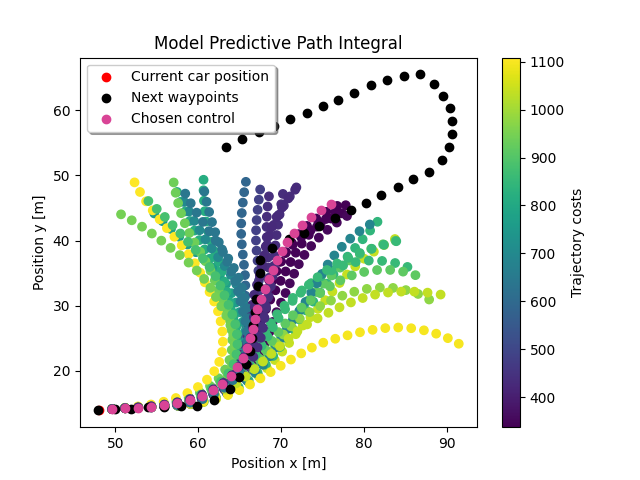 Model Predictive Path Integral
Current car position
Next waypoints
Chosen control
60
50
40
30
20
Position y [m]
50
60
70
80
90
Position x [m]
1100
1000
900
800
700
600
500
400
Trajectory costs